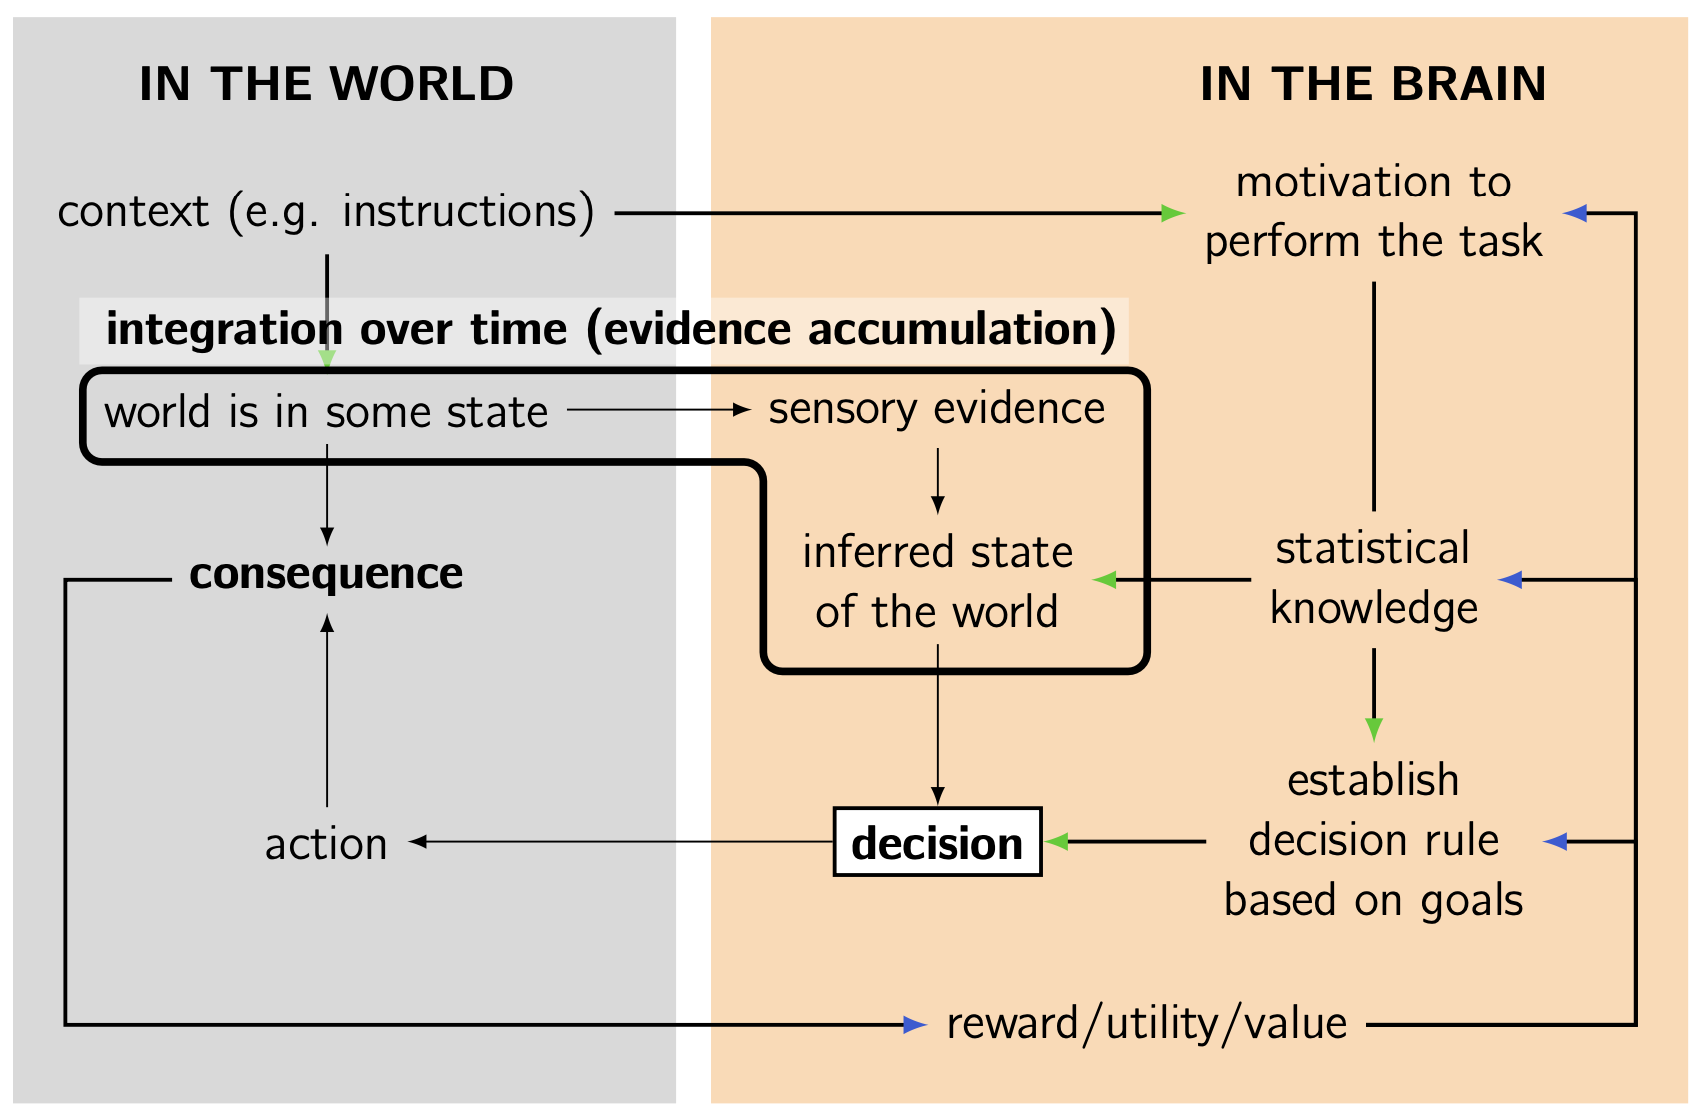 IN THE WORLD
IN THE BRAIN
context (e.g. instructions)
motivation to
perform the task
integration over time (evidence accumulation)
world is in some state
sensory evidence
consequence
inferred state
of the world
statistical
knowledge
action
decision
establish
decision rule
based on goals
reward/utility/value